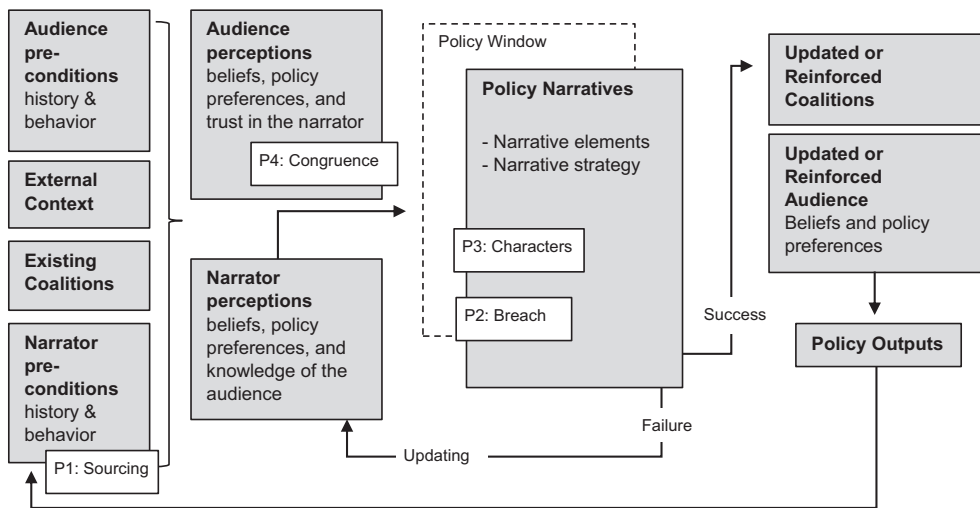 Audience
pre-
conditions
history &
behavior
External
Context
Existing
Coalitions
Narrator
pre-
conditions
history &
behavior
P1: Sourcing
Audience
perceptions
beliefs, policy
preferences, and
trust in the narrator
P4: Congruence
Narrator
perceptions
beliefs, policy
preferences, and
knowledge of the
audience
Policy Window
Policy Narratives
- Narrative elements
- Narrative strategy
P3: Characters
P2: Breach
Success
Failure
Updating
Updated or
Reinforced
Coalitions
Updated or
Reinforced
Audience
Beliefs and policy
preferences
Policy Outputs